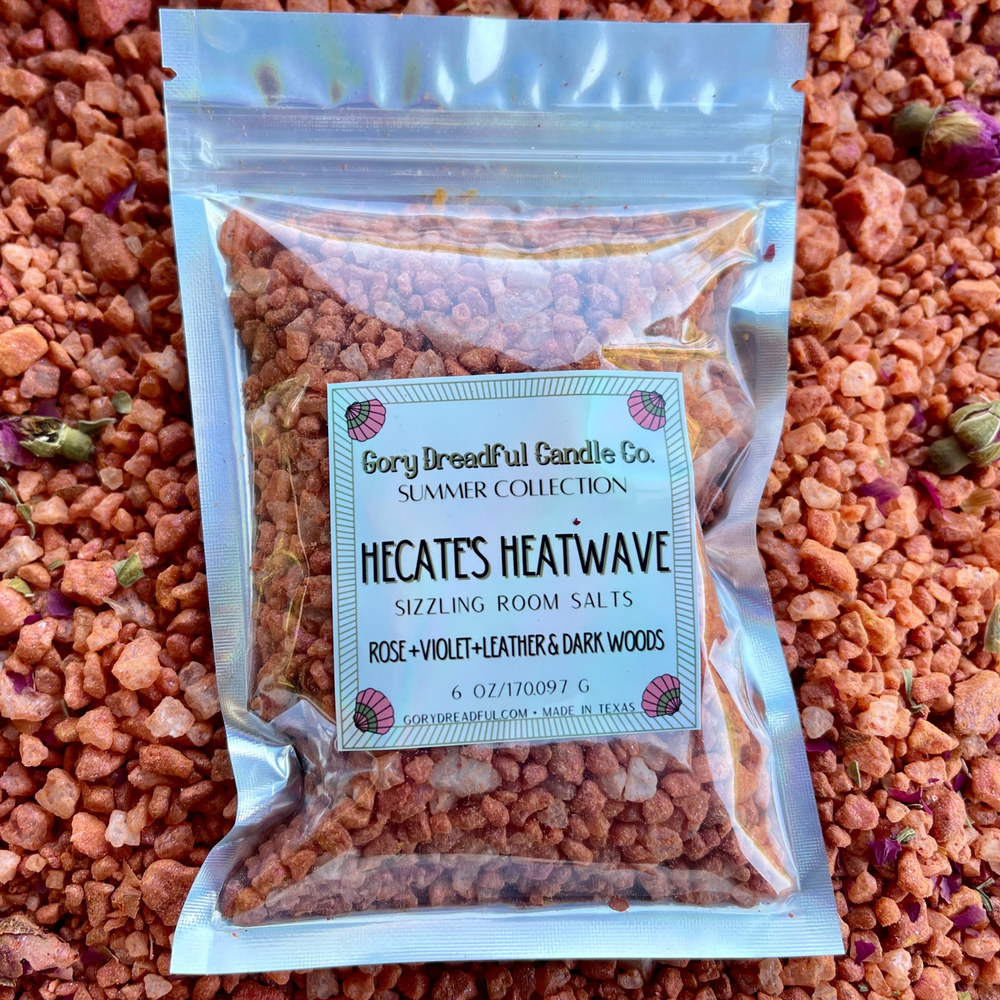 Gory Dreadful Candle Co.
SUMMER COLLECTION
HECATE'S HEATWAVE
SIZZLING ROOM SALTS
ROSE+VIOLET+LEATHER & DARK WOODS
6 OZ/170.097 G
GORYDREADFUL.COM • MADE IN TEXAS